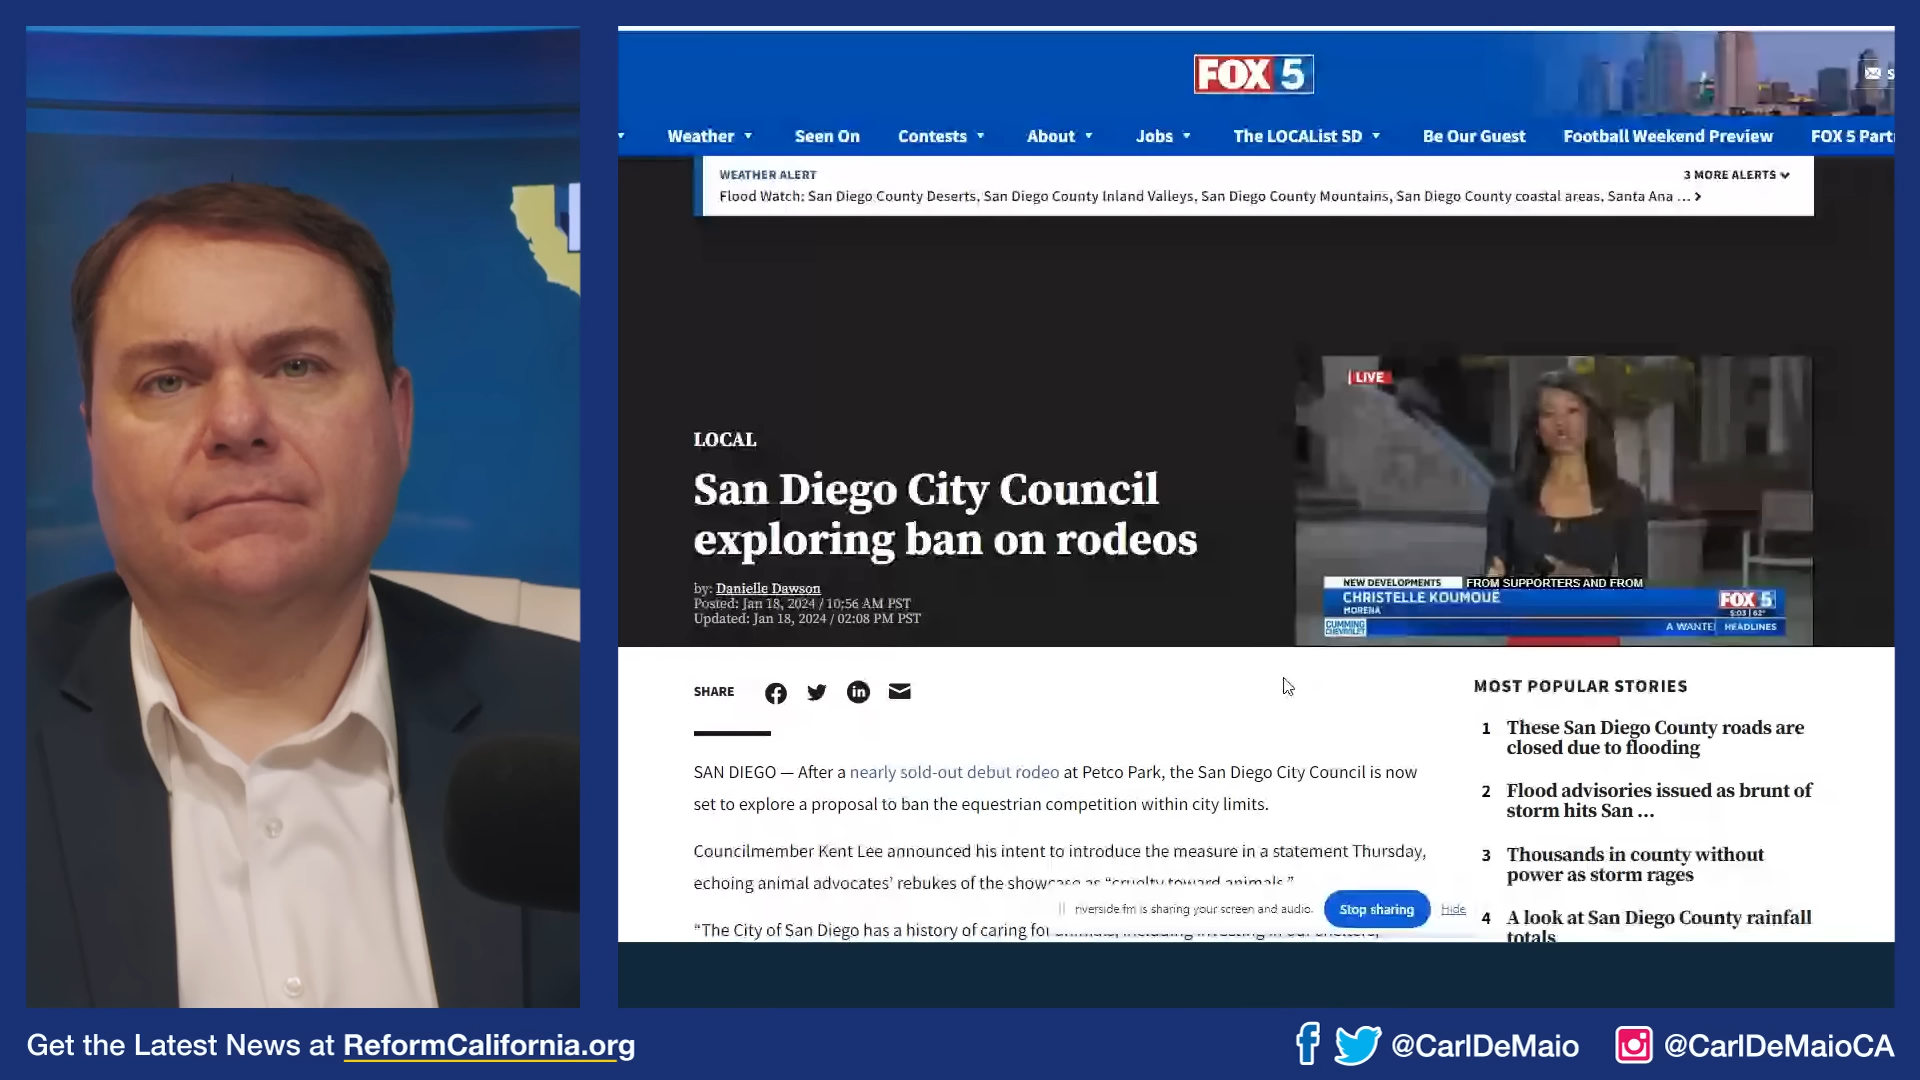 FOX 5
S
Weather
Seen On
Contests
About
Jobs
The LOCAList SD
Be Our Guest
Football Weekend Preview
FOX 5 Part
WEATHER ALERT
3 MORE ALERTS
Flood Watch: San Diego County Deserts, San Diego County Inland Valleys, San Diego County Mountains, San Diego County coastal areas, Santa Ana ...
LOCAL
San Diego City Council
exploring ban on rodeos
by: Danielle Dawson
Posted: Jan 18, 2024 / 10:56 AM PST
Updated: Jan 18, 2024 / 02:08 PM PST
LIVE
NEW DEVELOPMENTS
FROM SUPPORTERS AND FROM
CHRISTELLE KOUMOUÉ
MORENA
FOX 5
5:03 62°
CUMMING
CHEVROLET
A WANTE
HEADLINES
SHARE
SAN DIEGO — After a nearly sold-out debut rodeo at Petco Park, the San Diego City Council is now
set to explore a proposal to ban the equestrian competition within city limits.
Councilmember Kent Lee announced his intent to introduce the measure in a statement Thursday,
echoing animal advocates’ rebukes of the showcase as “cruelty toward animals.”
“The City of San Diego has a history of caring for
riverside.fm is sharing your screen and audio.
Stop sharing
Hide
MOST POPULAR STORIES
1 These San Diego County roads are
closed due to flooding
2 Flood advisories issued as brunt of
storm hits San ...
3 Thousands in county without
power as storm rages
4 A look at San Diego County rainfall
totals
Get the Latest News at ReformCalifornia.org
@CarlDeMaio
@CarlDeMaioCA